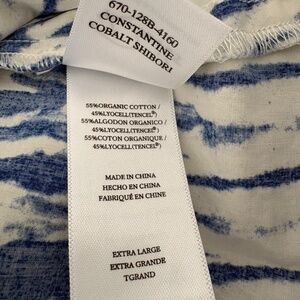 670-128B-4160
CONSTANTINE
COBALT SHIBORI
55%ORGANIC COTTON /
45%LYOCELL(TENCEL®)
55%ALGODON ORGANICO /
45%LYOCELL(TENCEL®)
55%COTON ORGANIQUE /
45%LYOCELL(TENCEL®)
MADE IN CHINA
HECHO EN CHINA
FABRIQUÉ EN CHINE
EXTRA LARGE
EXTRA GRANDE
TGRAND